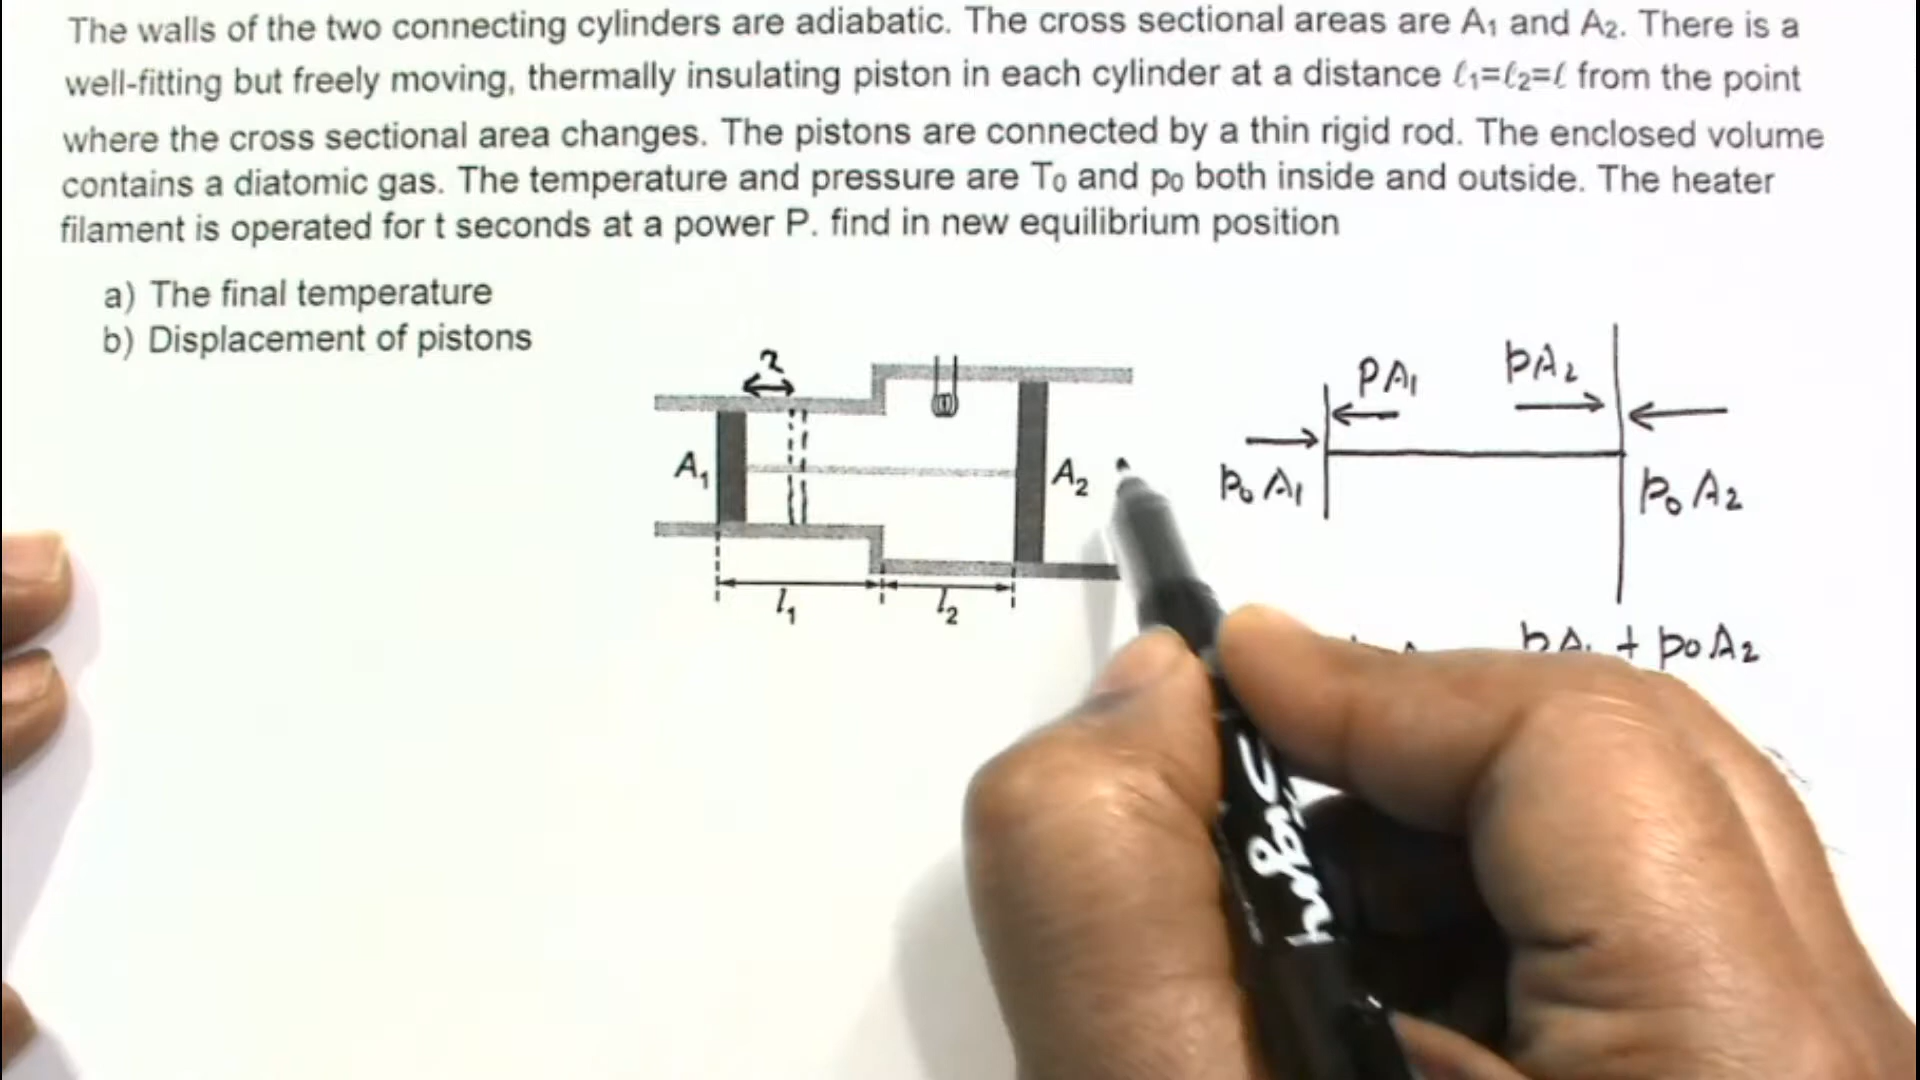 The walls of the two connecting cylinders are adiabatic. The cross sectional areas are A₁ and A₂. There is a
well-fitting but freely moving, thermally insulating piston in each cylinder at a distance ℓ₁=ℓ₂=ℓ from the point
where the cross sectional area changes. The pistons are connected by a thin rigid rod. The enclosed volume
contains a diatomic gas. The temperature and pressure are T₀ and p₀ both inside and outside. The heater
filament is operated for t seconds at a power P. find in new equilibrium position
a) The final temperature
b) Displacement of pistons
?
A₁
A₂
l₁
l₂
PA₁
pA₂
p₀A₁
p₀A₂
+ p₀A₂